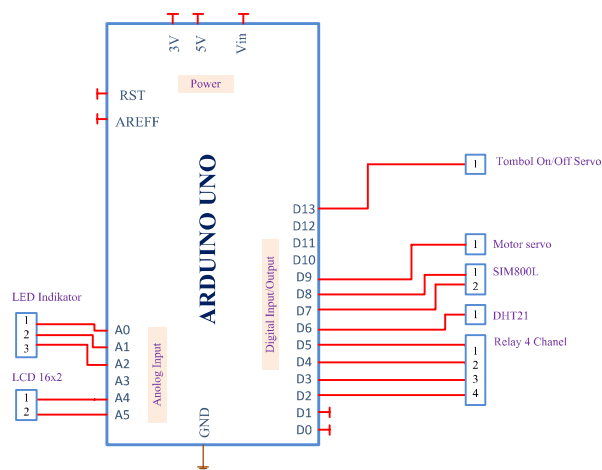 3V
5V
Vin
Power
RST
AREFF
ARDUINO UNO
Digital Input/Output
Anolog Input
GND
LED Indikator
1
2
3
LCD 16x2
1
2
A0
A1
A2
A3
A4
A5
D13
D12
D11
D10
D9
D8
D7
D6
D5
D4
D3
D2
D1
D0
1
Tombol On/Off Servo
1
Motor servo
1
2
SIM800L
1
DHT21
1
2
3
4
Relay 4 Chanel